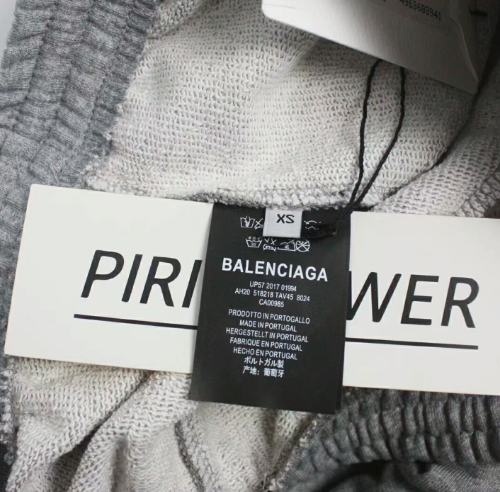 4993680941
XS
PIRI WER
BALENCIAGA
UP57 2017 01994
AH20 518218 TAV45 8024
CA00985
PRODOTTO IN PORTOGALLO
MADE IN PORTUGAL
HERGESTELLT IN PORTUGAL
FABRIQUE EN PORTUGAL
HECHO EN PORTUGAL
ポルトガル製
产地: 葡萄牙